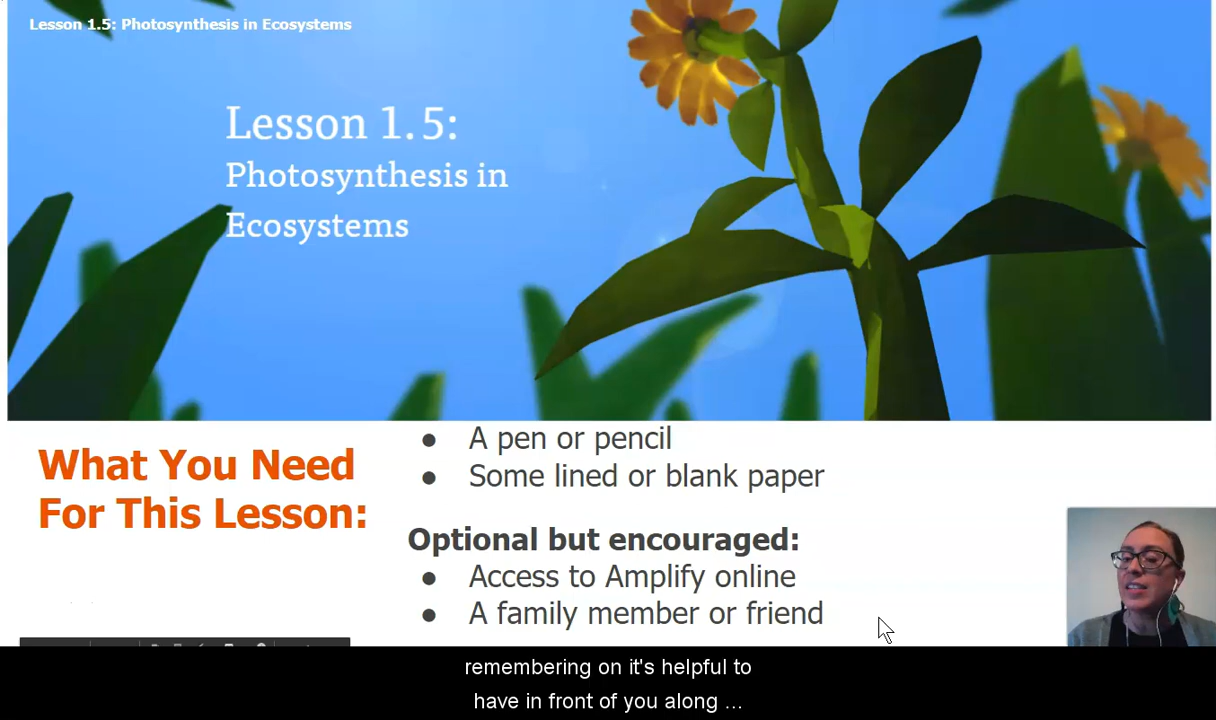 Lesson 1.5: Photosynthesis in Ecosystems
Lesson 1.5:
Photosynthesis in
Ecosystems
What You Need
For This Lesson:
● A pen or pencil
● Some lined or blank paper
Optional but encouraged:
● Access to Amplify online
● A family member or friend
remembering on it's helpful to
have in front of you along ...